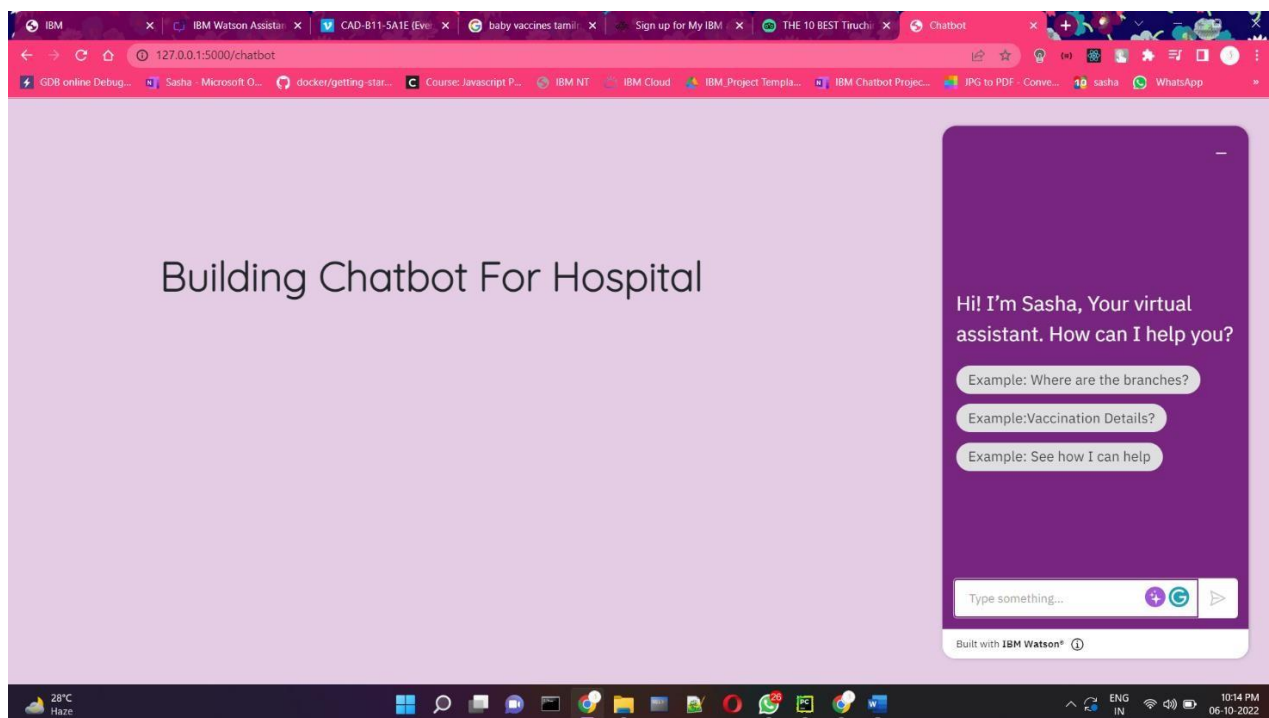 IBM
IBM Watson Assistan
CAD-B11-5A1E (Eve
baby vaccines tamil
Sign up for My IBM
THE 10 BEST Tiruchi
Chatbot
127.0.0.1:5000/chatbot
GDB online Debug...
Sasha - Microsoft O...
docker/getting-star...
Course: Javascript P...
IBM NT
IBM Cloud
IBM_Project Templa...
IBM Chatbot Projec...
JPG to PDF - Conve...
sasha
WhatsApp
»
Building Chatbot For Hospital
Hi! I'm Sasha, Your virtual
assistant. How can I help you?
Example: Where are the branches?
Example:Vaccination Details?
Example: See how I can help
Type something...
Built with IBM Watson®
28°C
Haze
26
ENG
IN
10:14 PM
06-10-2022